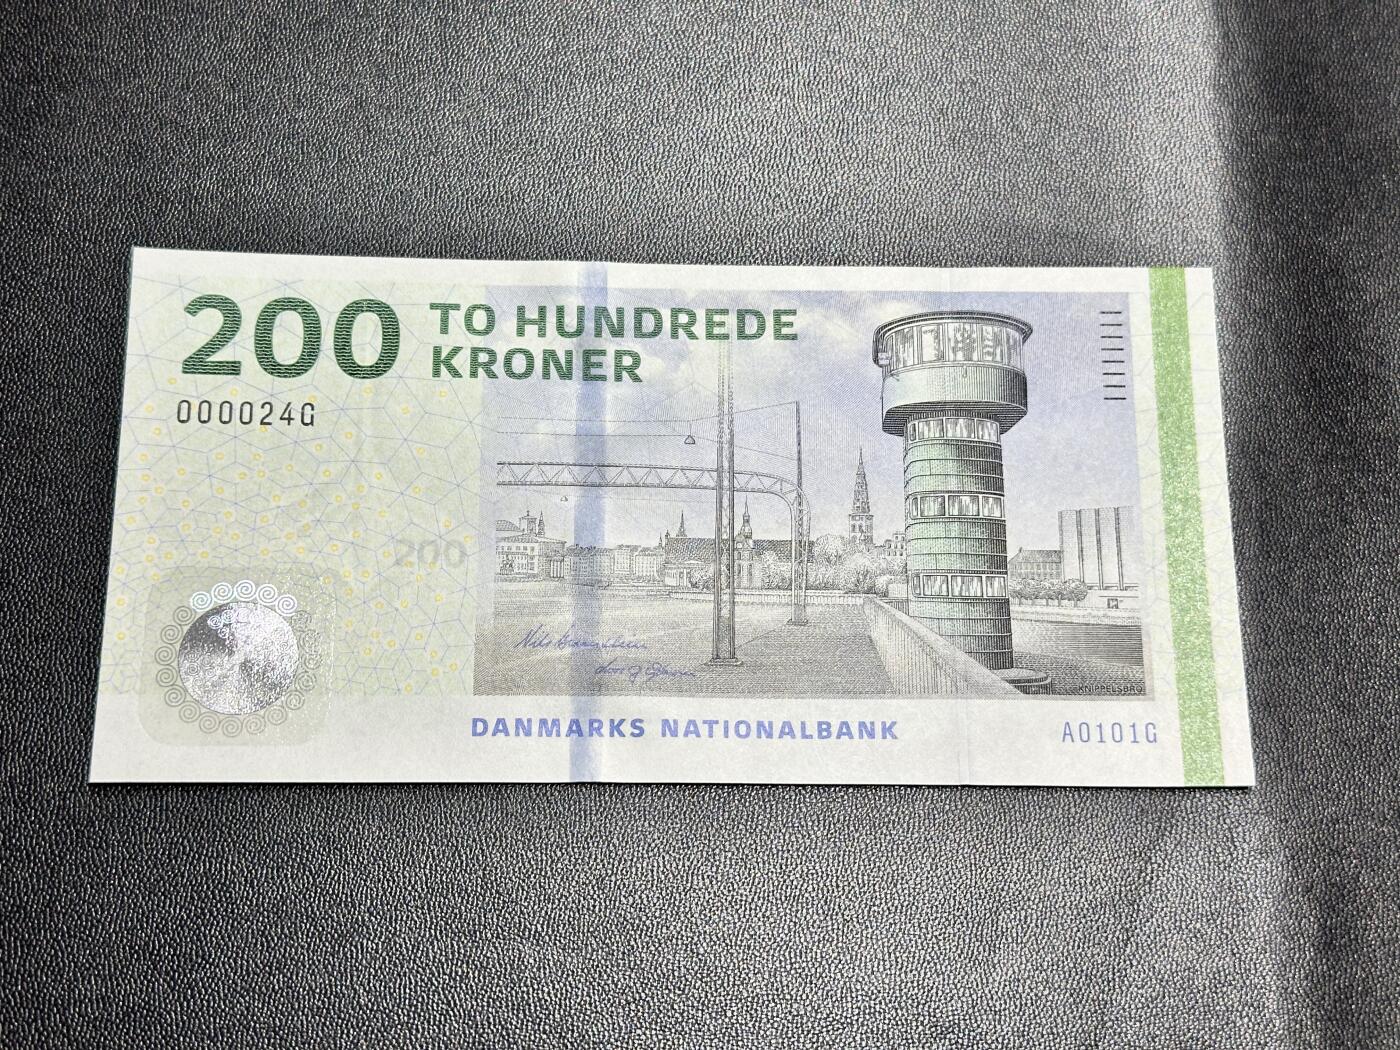 200 TO HUNDREDE
KRONER
000024G
200
KNIPPELSBRO
DANMARKS NATIONALBANK
A0101G